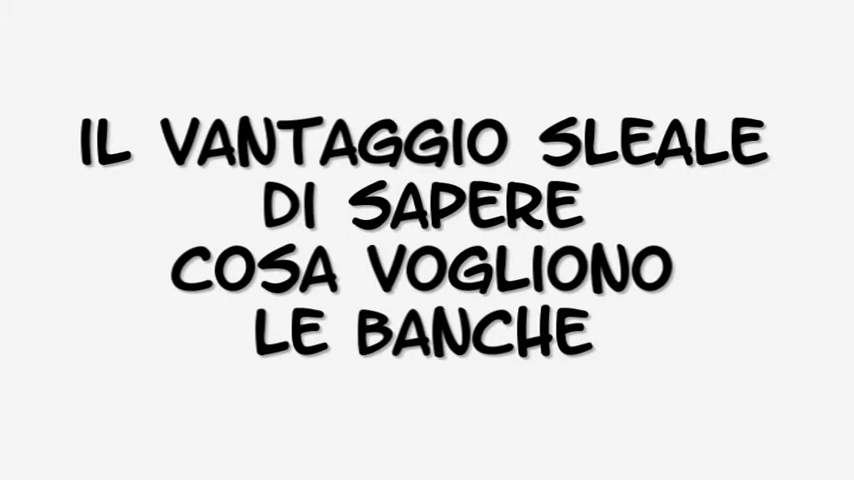 IL VANTAGGIO SLEALE
DI SAPERE
COSA VOGLIONO
LE BANCHE